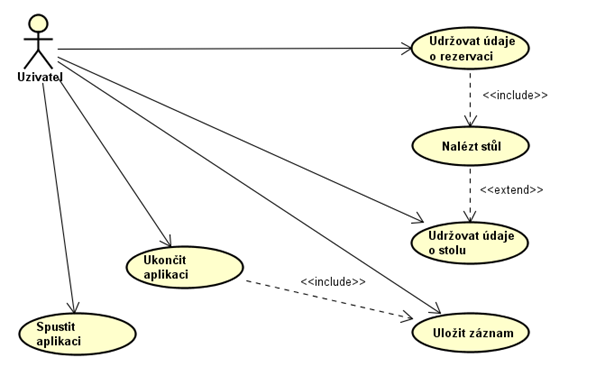 Uzivatel
Udržovat údaje
o rezervaci
<<include>>
Nalézt stůl
<<extend>>
Udržovat údaje
o stolu
Ukončit
aplikaci
<<include>>
Spustit
aplikaci
Uložit záznam